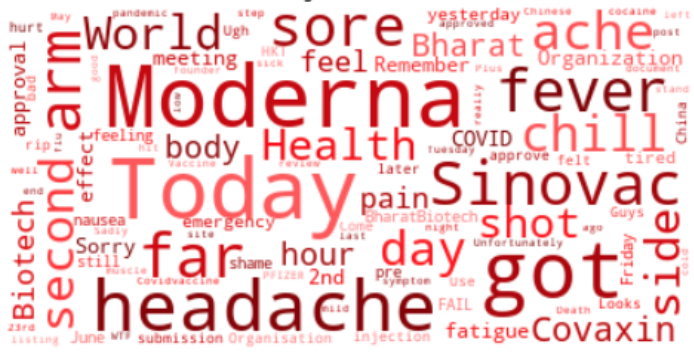 pandemic step approved Chinese cocaine left
May World sore yesterday ache post
hurt Ugh Bharat
HKT meeting feel Remember Organization document
approval bad arm founder sick Plus stand
good Moderna low fever
really China
rip flu feeling body Health COVID chill
hit Tuesday approve felt tired
well effect Vaccine review later
end Today pain Sinovac
second nausea emergency BharatBiotech shot Guys
Biotech Sadly site Come night ago
Sorry far last hour day Unfortunately got Friday side
still shame 2nd pre
muscle Covidvaccine PFIZER symptom Use Looks said
headache mild FAIL Death
23rd June WTF submission Organisation injection fatigue Covaxin
listing